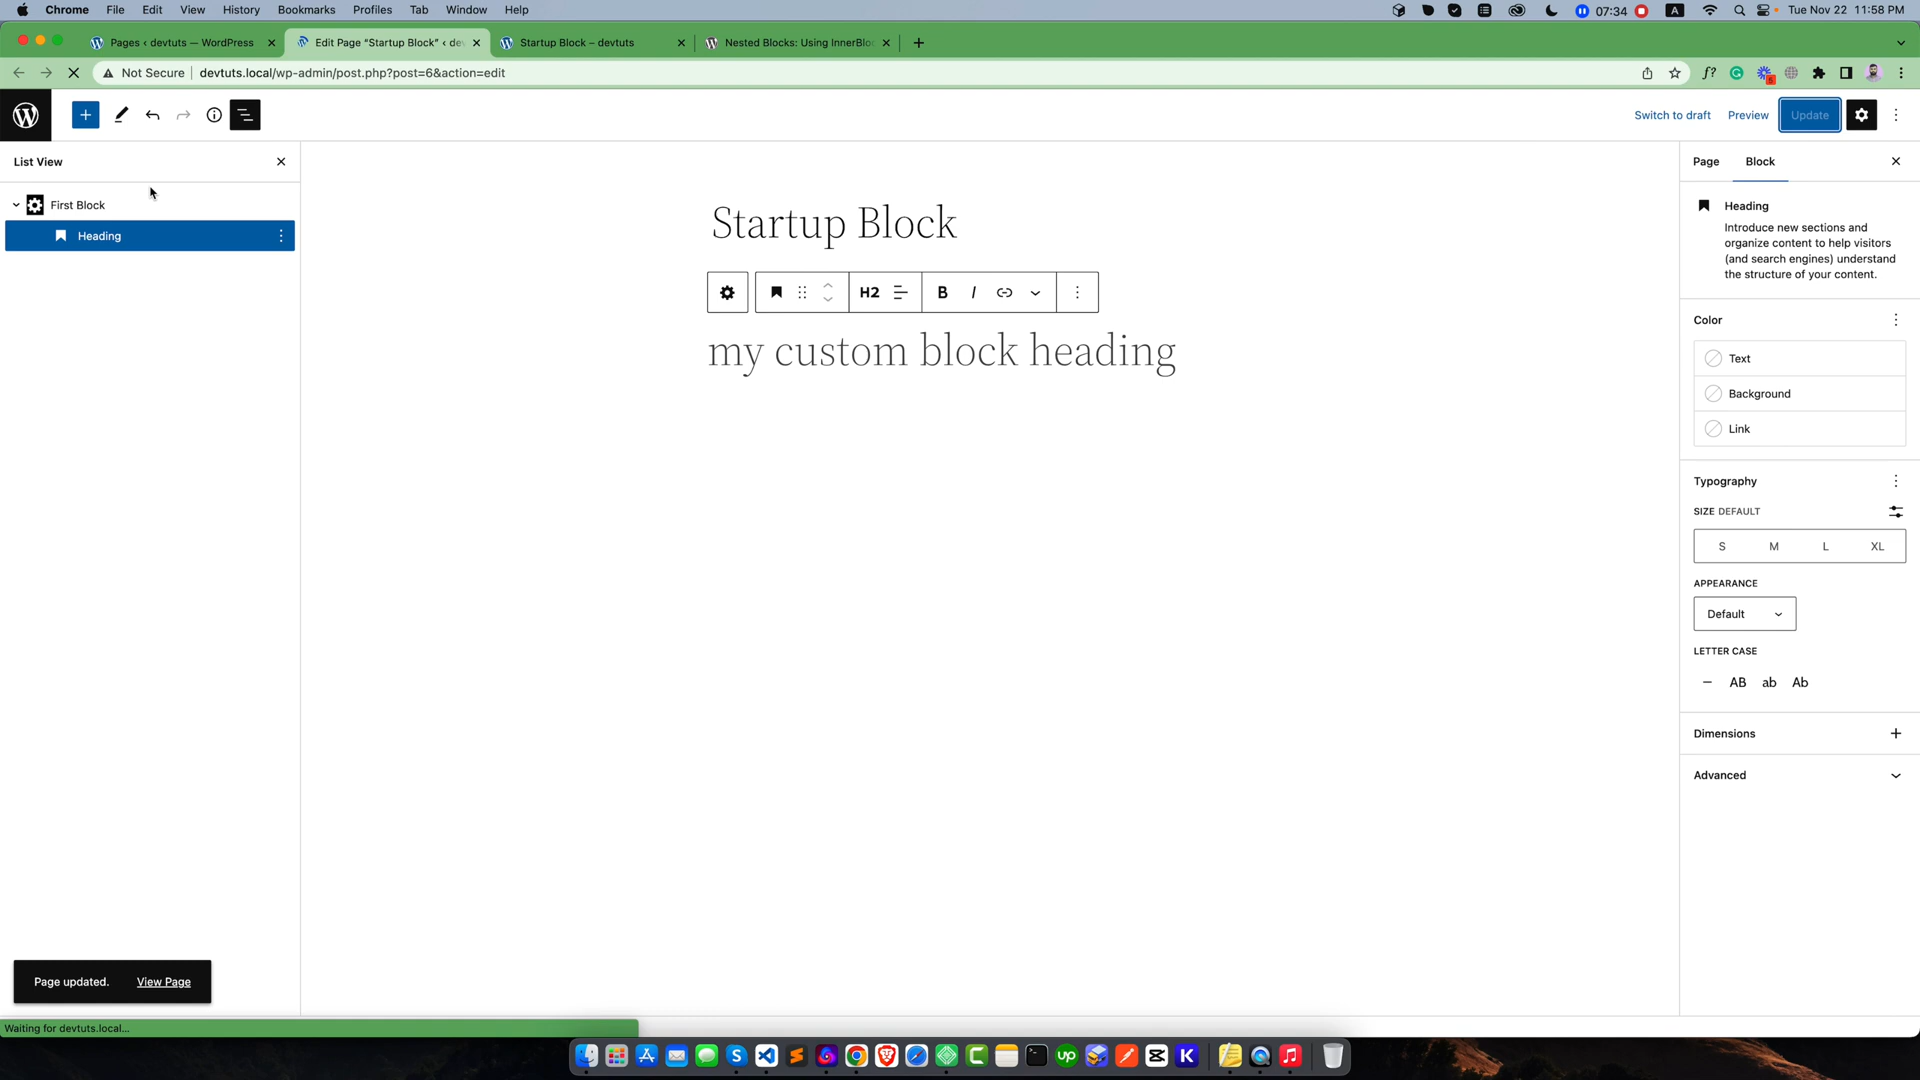 Chrome File Edit View History Bookmarks Profiles Tab Window Help 07:34 A Tue Nov 22 11:58 PM
Pages ‹ devtuts — WordPress
Edit Page “Startup Block” ‹ de
Startup Block – devtuts
Nested Blocks: Using InnerBlo
Not Secure devtuts.local/wp-admin/post.php?post=6&action=edit
Switch to draft Preview Update
List View
First Block
Heading
Startup Block
H2 B I
my custom block heading
Page Block
Heading
Introduce new sections and
organize content to help visitors
(and search engines) understand
the structure of your content.
Color
Text
Background
Link
Typography
SIZE DEFAULT
S M L XL
APPEARANCE
Default
LETTER CASE
– AB ab Ab
Dimensions
Advanced
Page updated. View Page
Waiting for devtuts.local...